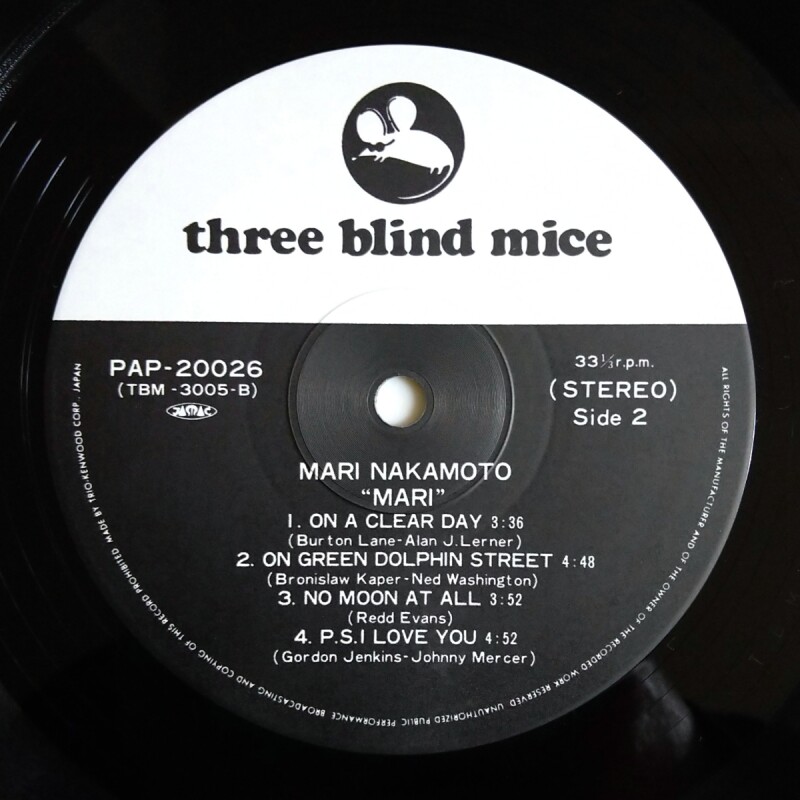 three blind mice
PAP-20026
(TBM-3005-B)
JASRAC
33⅓ r.p.m.
(STEREO)
Side 2
MARI NAKAMOTO
“MARI”
1. ON A CLEAR DAY 3:36
(Burton Lane-Alan J.Lerner)
2. ON GREEN DOLPHIN STREET 4:48
(Bronislaw Kaper-Ned Washington)
3. NO MOON AT ALL 3:52
(Redd Evans)
4. P.S.I LOVE YOU 4:52
(Gordon Jenkins-Johnny Mercer)
ALL RIGHTS OF THE MANUFACTURER AND OF THE OWNER OF THE RECORDED WORK RESERVED. UNAUTHORIZED PUBLIC PERFORMANCE BROADCASTING AND COPYING OF THIS RECORD PROHIBITED MADE BY TRIO-KENWOOD CORP., JAPAN